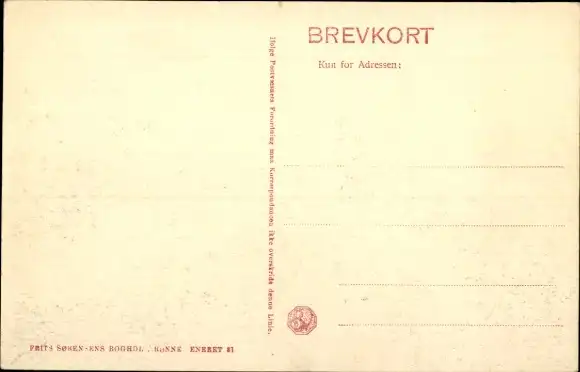 BREVKORT
Kun for Adressen:
Ifølge Postvæsenets Forordning maa Korrespondancen ikke overskride denne Linie.
FRITS SØRENSENS BOGHDL. RØNNE ENERET 81